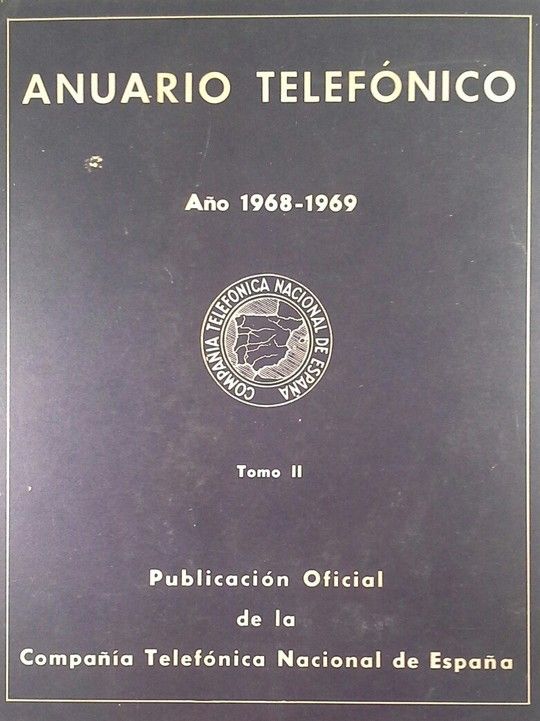 ANUARIO TELEFÓNICO
Año 1968-1969
COMPAÑIA TELEFONICA NACIONAL DE ESPAÑA
Tomo II
Publicación Oficial
de la
Compañía Telefónica Nacional de España